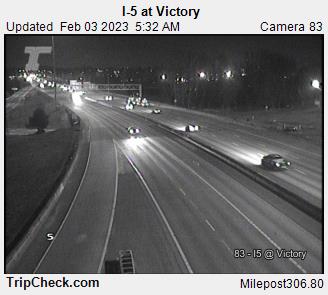 I-5 at Victory
Updated Feb 03 2023 5:32 AM Camera 83
S
83 - I5 @ Victory
TripCheck.com Milepost306.80